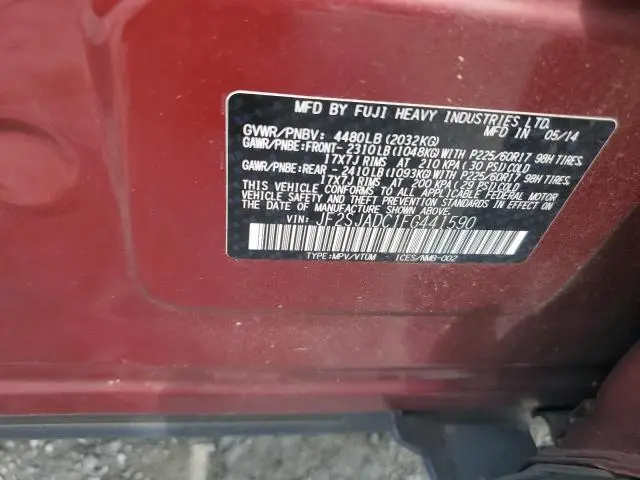 MFD BY FUJI HEAVY INDUSTRIES LTD.
MFD IN 05/14
GVWR/PNBV: 4480LB (2032KG)
GAWR/PNBE:FRONT- 2310LB (1048KG) WITH P225/60R17 98H TIRES,
17X7J RIMS AT 210 KPA (30 PSI) COLD
GAWR/PNBE:REAR - 2410LB (1093KG) WITH P225/60R17 98H TIRES,
17X7J RIMS AT 200 KPA (29 PSI) COLD
VEHICLE CONFORMS TO ALL APPLICABLE FEDERAL MOTOR
VEHICLE SAFETY AND THEFT PREVENTION STANDARDS IN EFFECT
ON THE DATE OF MANUFACTURE SHOWN ABOVE.
VIN: JF2SJADC1FG441590
TYPE:MPV/VTUM ICES/NMB-002